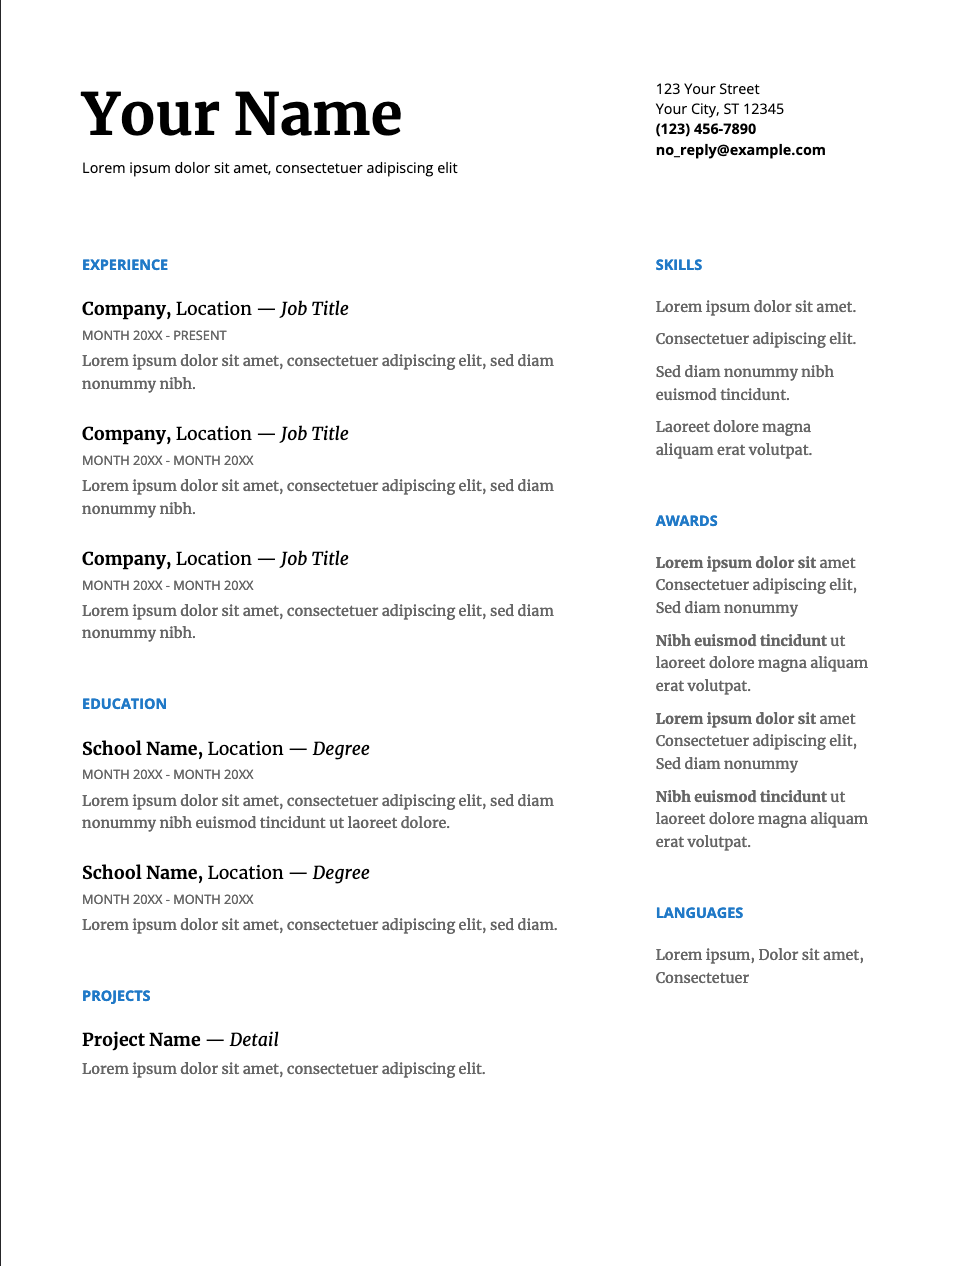 Your Name
Lorem ipsum dolor sit amet, consectetuer adipiscing elit
123 Your Street
Your City, ST 12345
(123) 456-7890
no_reply@example.com
EXPERIENCE
Company, Location — Job Title
MONTH 20XX - PRESENT
Lorem ipsum dolor sit amet, consectetuer adipiscing elit, sed diam
nonummy nibh.
Company, Location — Job Title
MONTH 20XX - MONTH 20XX
Lorem ipsum dolor sit amet, consectetuer adipiscing elit, sed diam
nonummy nibh.
Company, Location — Job Title
MONTH 20XX - MONTH 20XX
Lorem ipsum dolor sit amet, consectetuer adipiscing elit, sed diam
nonummy nibh.
EDUCATION
School Name, Location — Degree
MONTH 20XX - MONTH 20XX
Lorem ipsum dolor sit amet, consectetuer adipiscing elit, sed diam
nonummy nibh euismod tincidunt ut laoreet dolore.
School Name, Location — Degree
MONTH 20XX - MONTH 20XX
Lorem ipsum dolor sit amet, consectetuer adipiscing elit, sed diam.
PROJECTS
Project Name — Detail
Lorem ipsum dolor sit amet, consectetuer adipiscing elit.
SKILLS
Lorem ipsum dolor sit amet.
Consectetuer adipiscing elit.
Sed diam nonummy nibh
euismod tincidunt.
Laoreet dolore magna
aliquam erat volutpat.
AWARDS
Lorem ipsum dolor sit amet
Consectetuer adipiscing elit,
Sed diam nonummy
Nibh euismod tincidunt ut
laoreet dolore magna aliquam
erat volutpat.
Lorem ipsum dolor sit amet
Consectetuer adipiscing elit,
Sed diam nonummy
Nibh euismod tincidunt ut
laoreet dolore magna aliquam
erat volutpat.
LANGUAGES
Lorem ipsum, Dolor sit amet,
Consectetuer